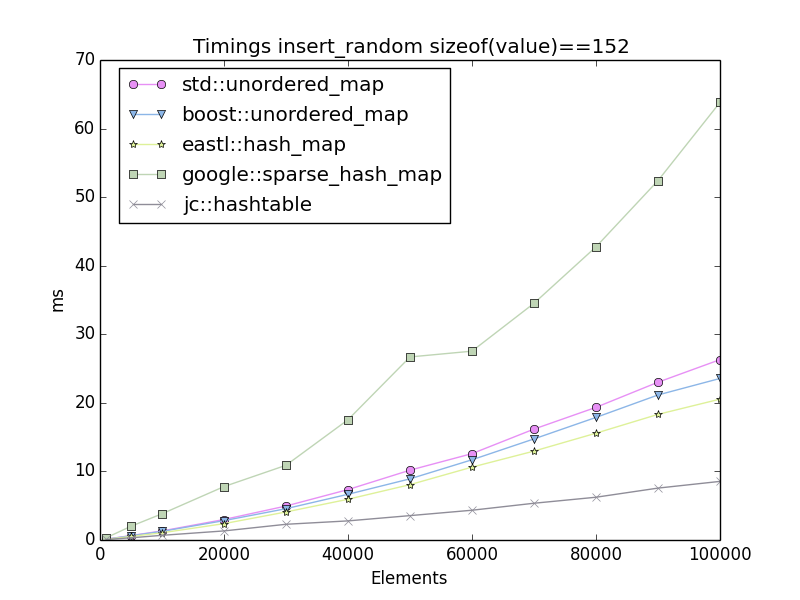 Timings insert_random sizeof(value)==152
std::unordered_map
boost::unordered_map
eastl::hash_map
google::sparse_hash_map
jc::hashtable
70
60
50
40
30
20
10
0
ms
0 20000 40000 60000 80000 100000
Elements